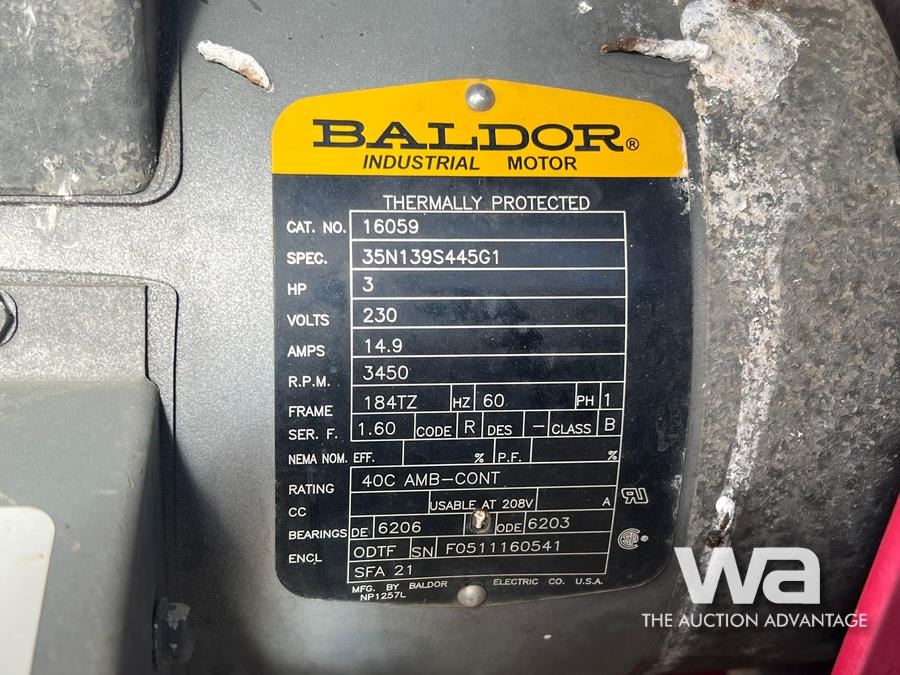 BALDOR®
INDUSTRIAL MOTOR
THERMALLY PROTECTED
CAT. NO. 16059
SPEC. 35N139S445G1
HP 3
VOLTS 230
AMPS 14.9
R.P.M. 3450
FRAME 184TZ HZ 60 PH 1
SER. F. 1.60 CODE R DES - CLASS B
NEMA NOM. EFF. % P.F. %
RATING 40C AMB-CONT
CC USABLE AT 208V A
BEARINGS DE 6206 ODE 6203
ENCL ODTF SN F0511160541
SFA 21
MFG. BY BALDOR ELECTRIC CO. U.S.A.
NP1257L
wa
THE AUCTION ADVANTAGE